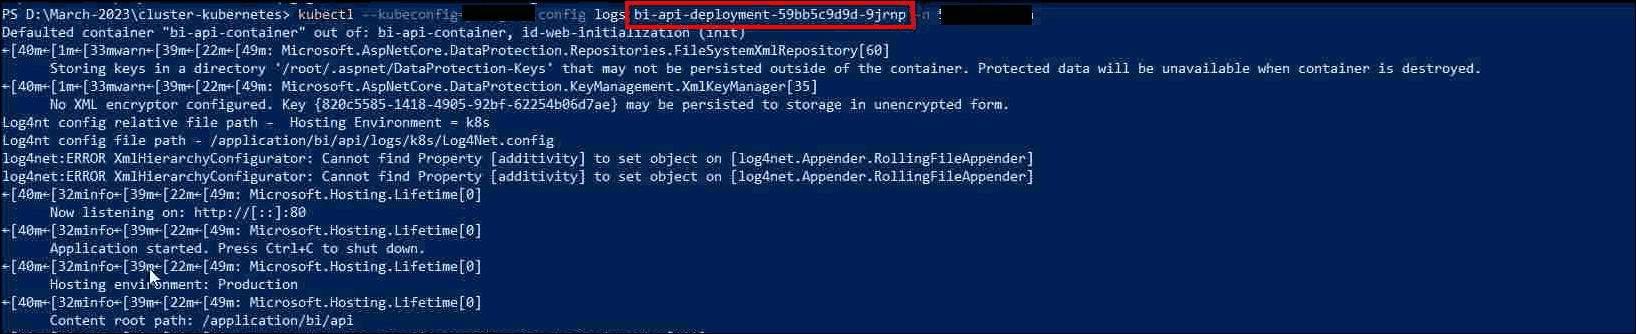 PS D:\March-2023\cluster-kubernetes> kubectl --kubeconfig= config logs bi-api-deployment-59bb5c9d9d-9jrnp -n
Defaulted container "bi-api-container" out of: bi-api-container, id-web-initialization (init)
←[40m←[1m←[33mwarn←[39m←[22m←[49m: Microsoft.AspNetCore.DataProtection.Repositories.FileSystemXmlRepository[60]
Storing keys in a directory '/root/.aspnet/DataProtection-Keys' that may not be persisted outside of the container. Protected data will be unavailable when container is destroyed.
←[40m←[1m←[33mwarn←[39m←[22m←[49m: Microsoft.AspNetCore.DataProtection.KeyManagement.XmlKeyManager[35]
No XML encryptor configured. Key {820c5585-1418-4905-92bf-62254b06d7ae} may be persisted to storage in unencrypted form.
Log4nt config relative file path -  Hosting Environment = k8s
Log4nt config file path - /application/bi/api/logs/k8s/Log4Net.config
log4net:ERROR XmlHierarchyConfigurator: Cannot find Property [additivity] to set object on [log4net.Appender.RollingFileAppender]
log4net:ERROR XmlHierarchyConfigurator: Cannot find Property [additivity] to set object on [log4net.Appender.RollingFileAppender]
←[40m←[32minfo←[39m←[22m←[49m: Microsoft.Hosting.Lifetime[0]
Now listening on: http://[::]:80
←[40m←[32minfo←[39m←[22m←[49m: Microsoft.Hosting.Lifetime[0]
Application started. Press Ctrl+C to shut down.
←[40m←[32minfo←[39m←[22m←[49m: Microsoft.Hosting.Lifetime[0]
Hosting environment: Production
←[40m←[32minfo←[39m←[22m←[49m: Microsoft.Hosting.Lifetime[0]
Content root path: /application/bi/api